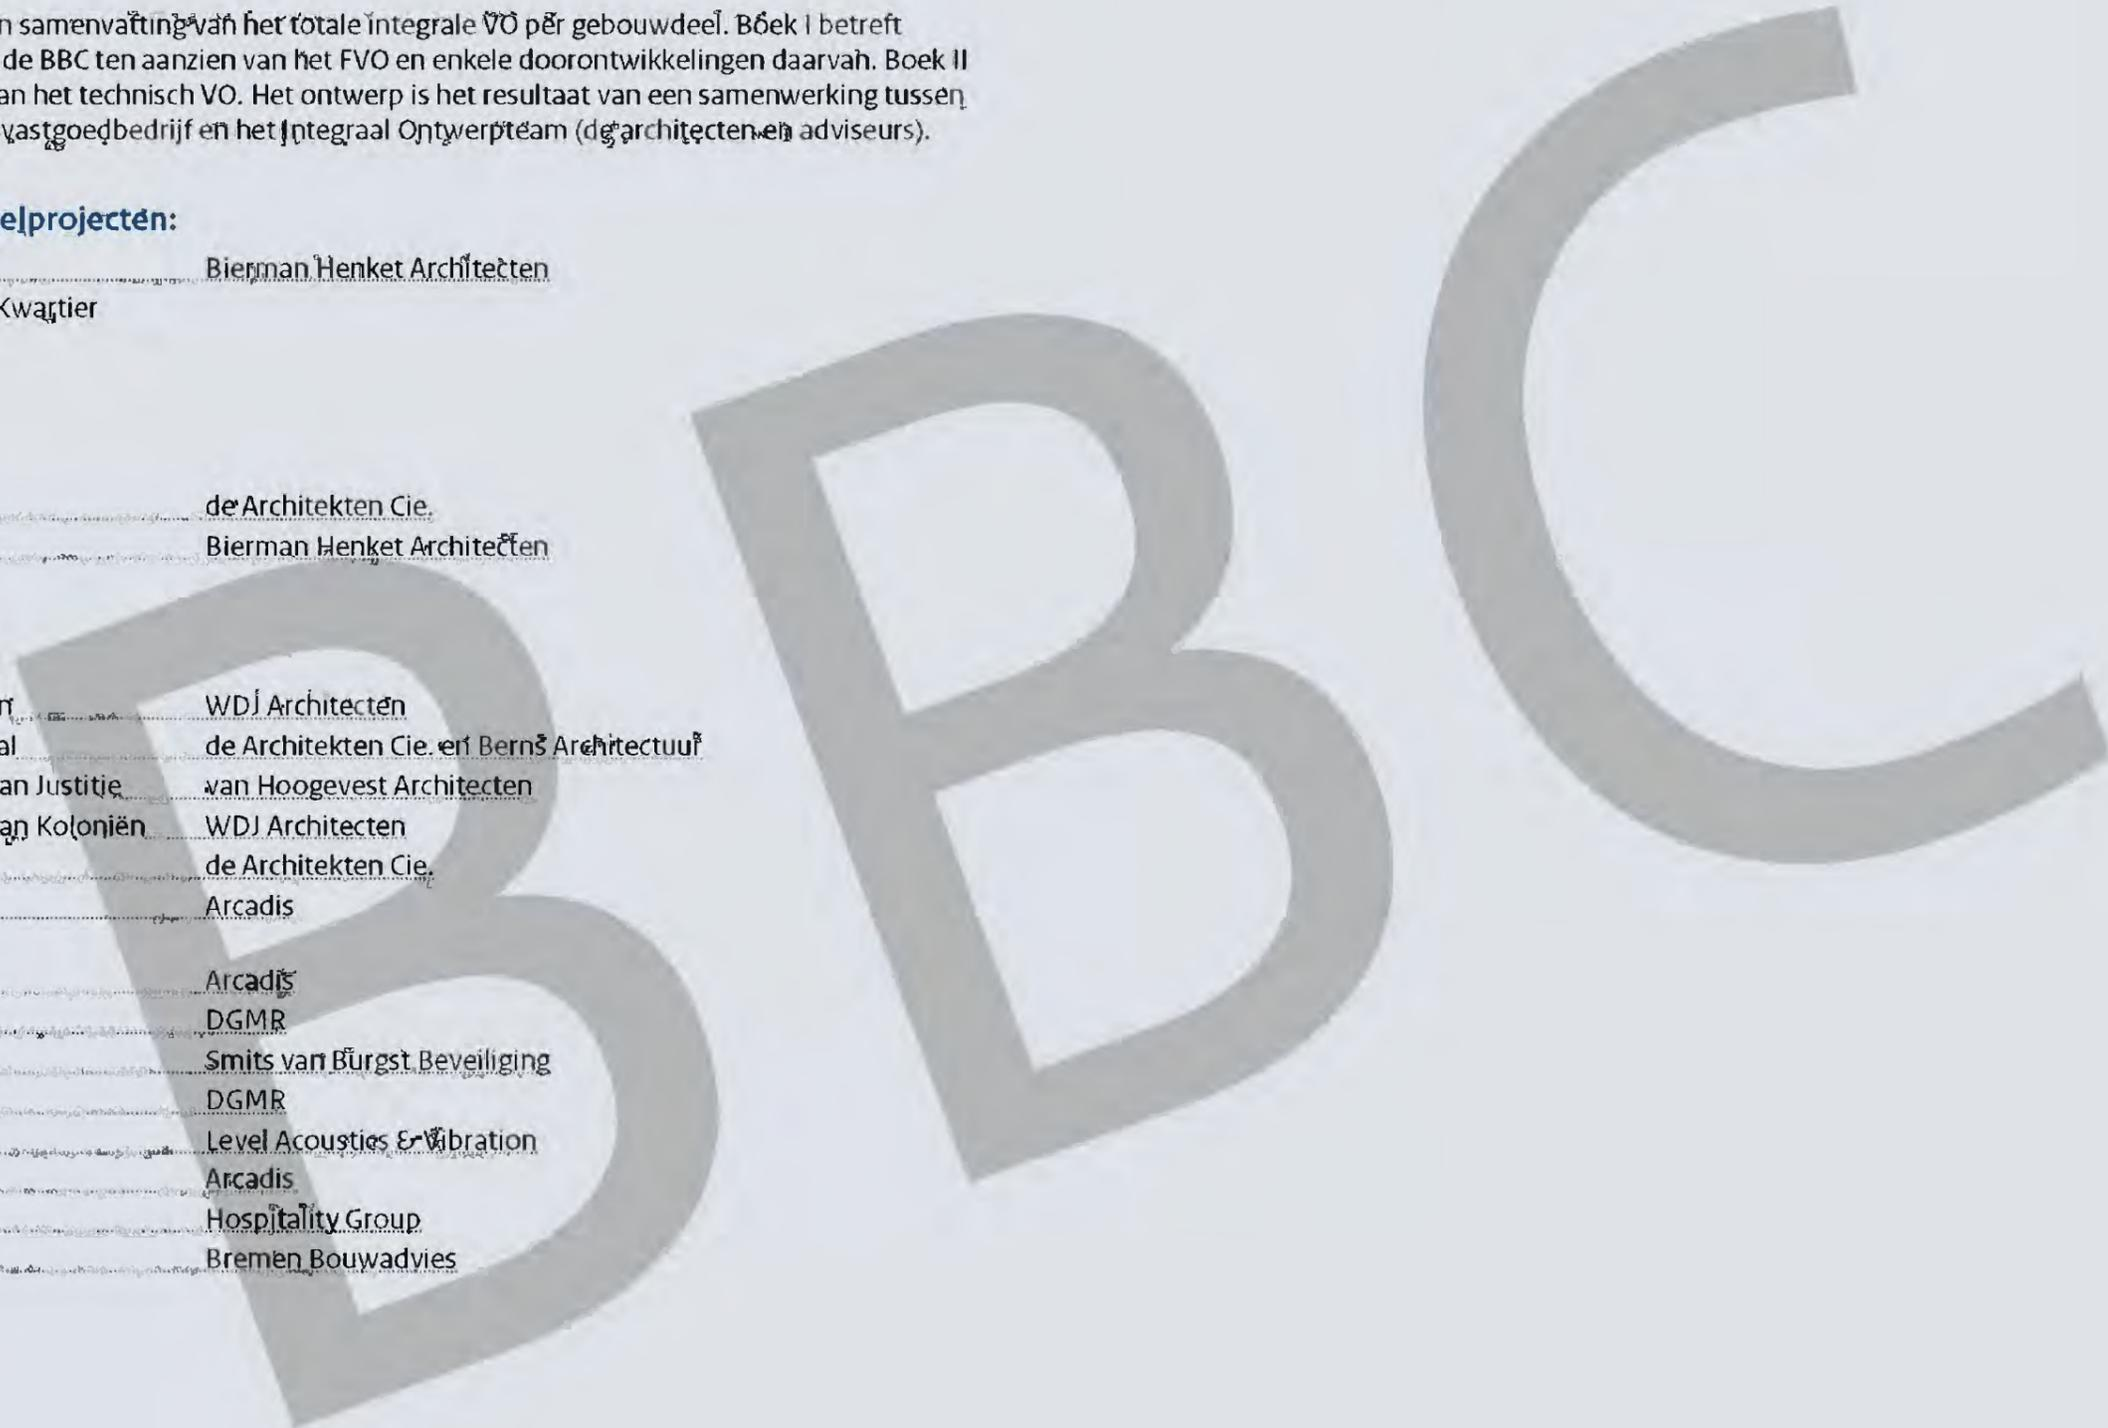 n samenvatting van het totale integrale VO per gebouwdeel. Boek I betreft
de BBC ten aanzien van het FVO en enkele doorontwikkelingen daarvan. Boek II
an het technisch VO. Het ontwerp is het resultaat van een samenwerking tussen
vastgoedbedrijf en het Integraal Ontwerpteam (de architecten en adviseurs).
elprojecten:
Bierman Henket Architecten
Kwartier
de Architekten Cie.
Bierman Henket Architecten
n WDJ Architecten
al de Architekten Cie. en Berns Architectuur
an Justitie van Hoogevest Architecten
an Koloniën WDJ Architecten
de Architekten Cie.
Arcadis
Arcadis
DGMR
Smits van Burgst Beveiliging
DGMR
Level Acoustics & Vibration
Arcadis
Hospitality Group
Bremen Bouwadvies
BBC